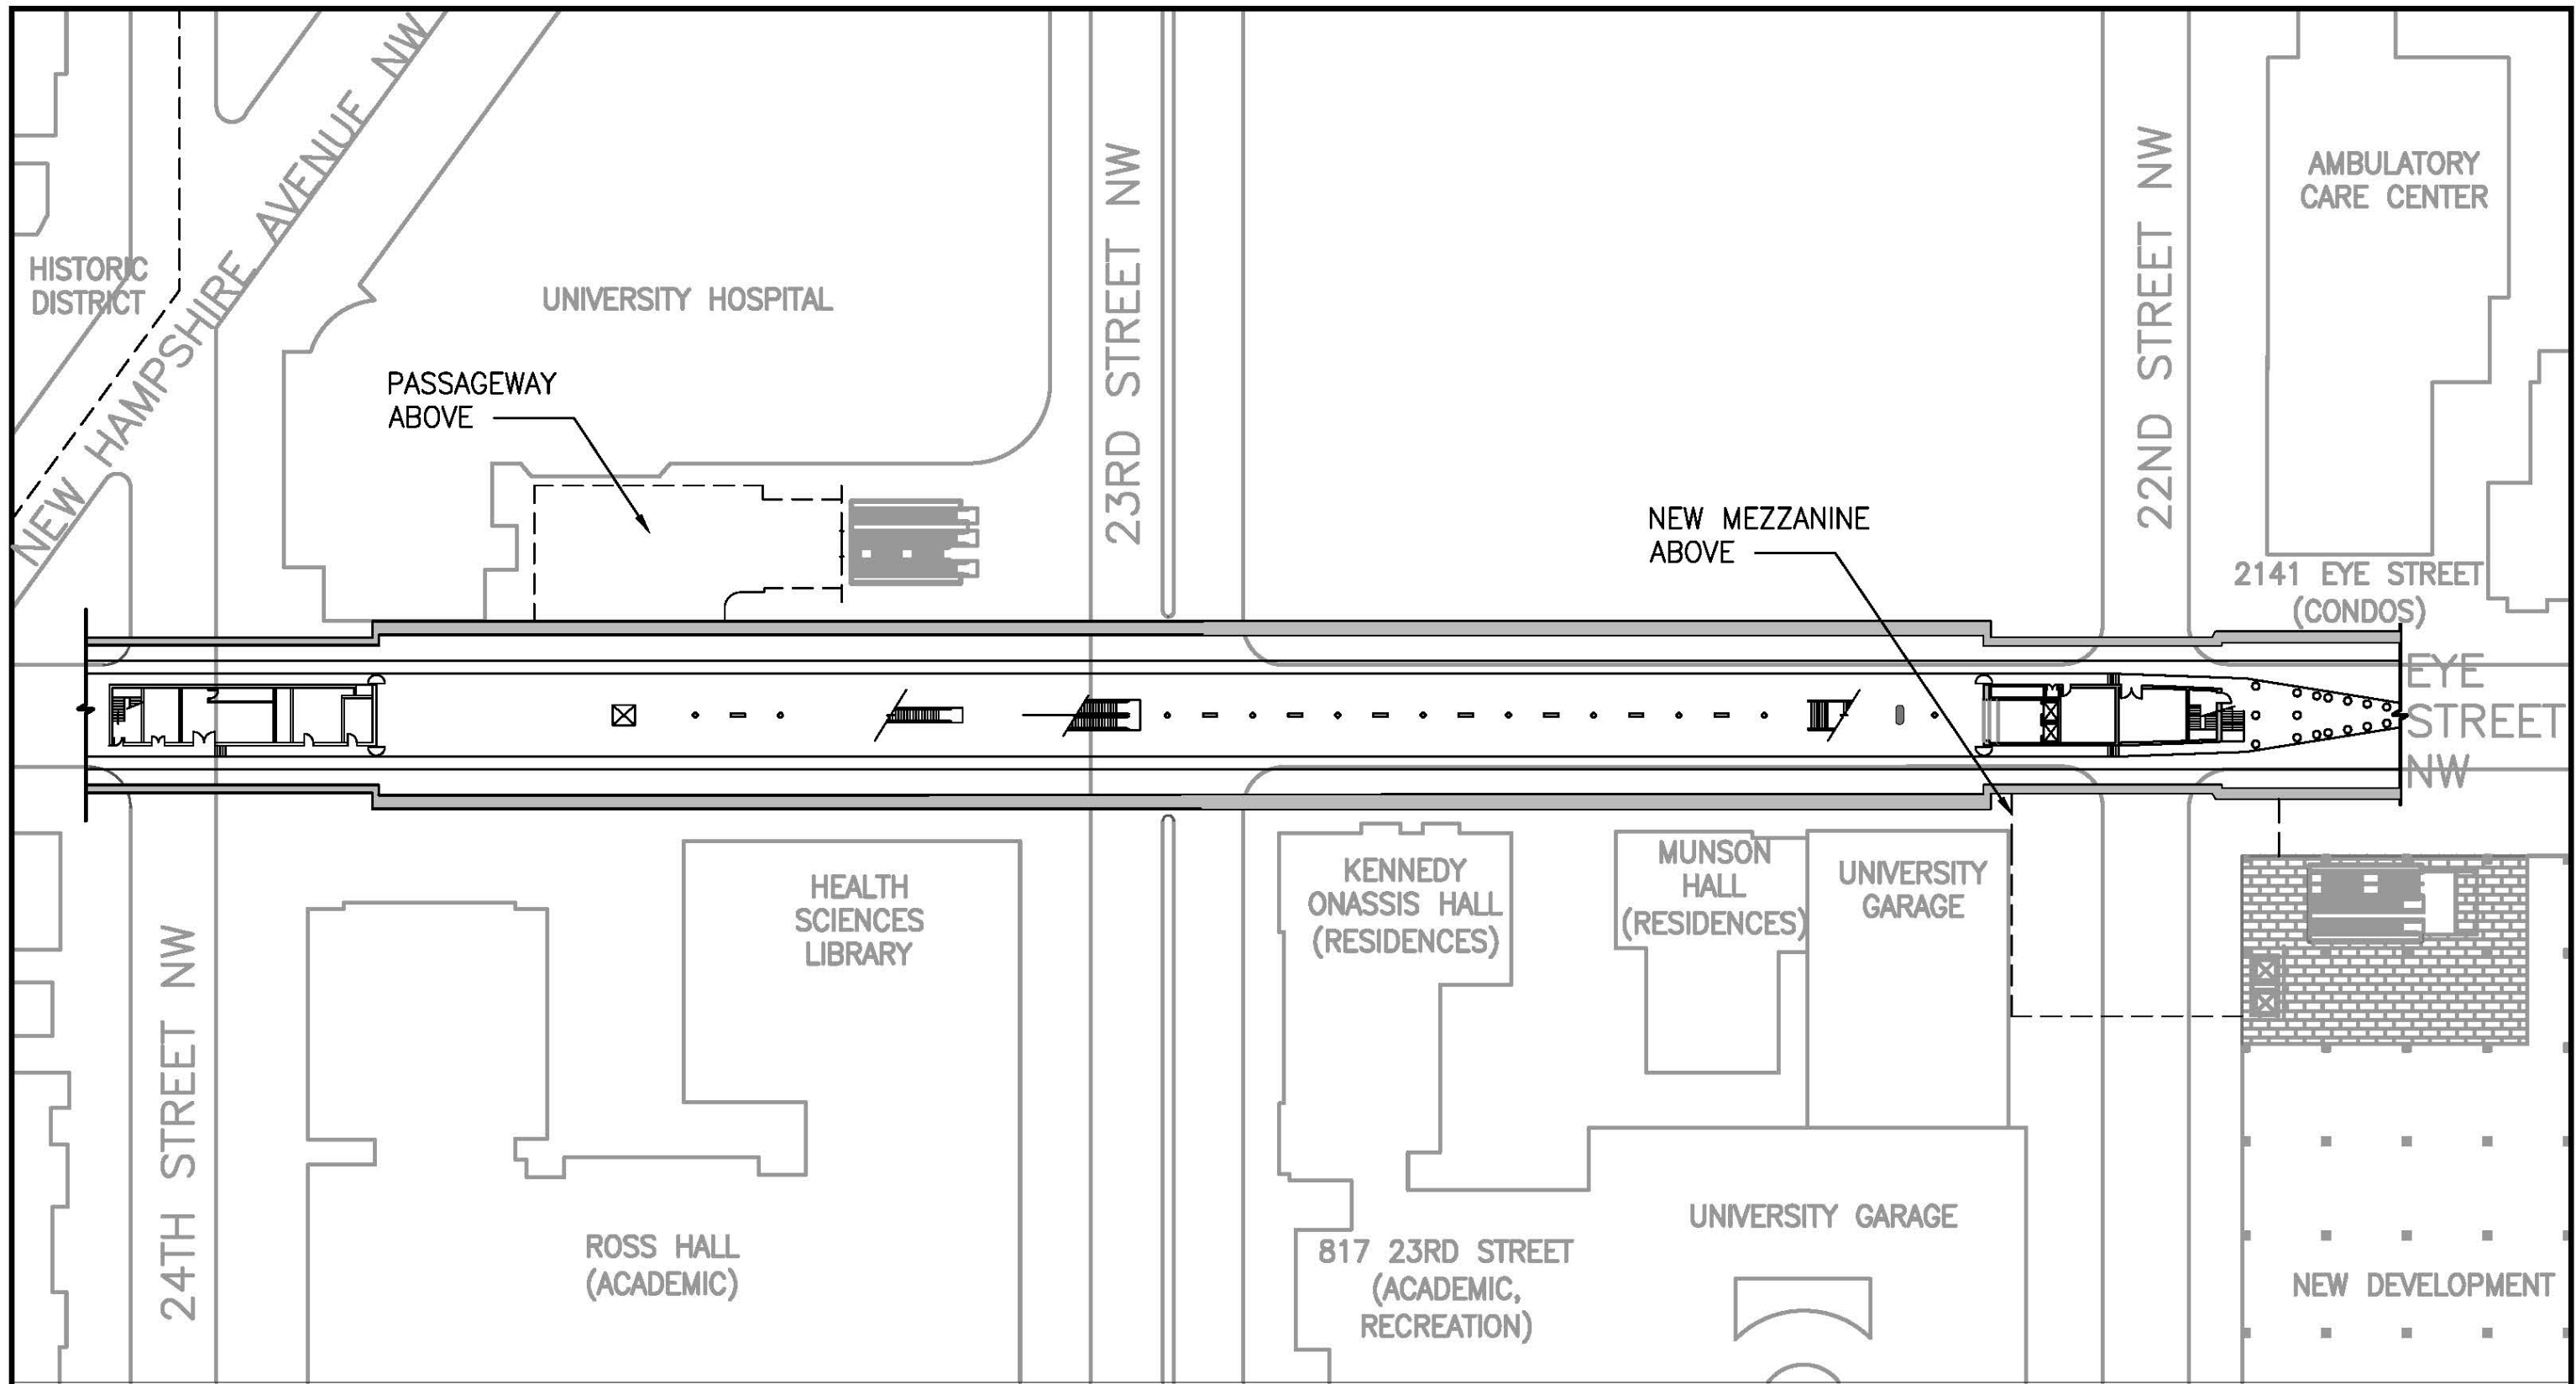 NEW HAMPSHIRE AVENUE NW
HISTORIC
DISTRICT
UNIVERSITY HOSPITAL
PASSAGEWAY
ABOVE
23RD STREET NW
22ND STREET NW
AMBULATORY
CARE CENTER
NEW MEZZANINE
ABOVE
2141 EYE STREET
(CONDOS)
EYE
STREET
NW
24TH STREET NW
HEALTH
SCIENCES
LIBRARY
KENNEDY
ONASSIS HALL
(RESIDENCES)
MUNSON
HALL
(RESIDENCES)
UNIVERSITY
GARAGE
ROSS HALL
(ACADEMIC)
817 23RD STREET
(ACADEMIC,
RECREATION)
UNIVERSITY GARAGE
NEW DEVELOPMENT